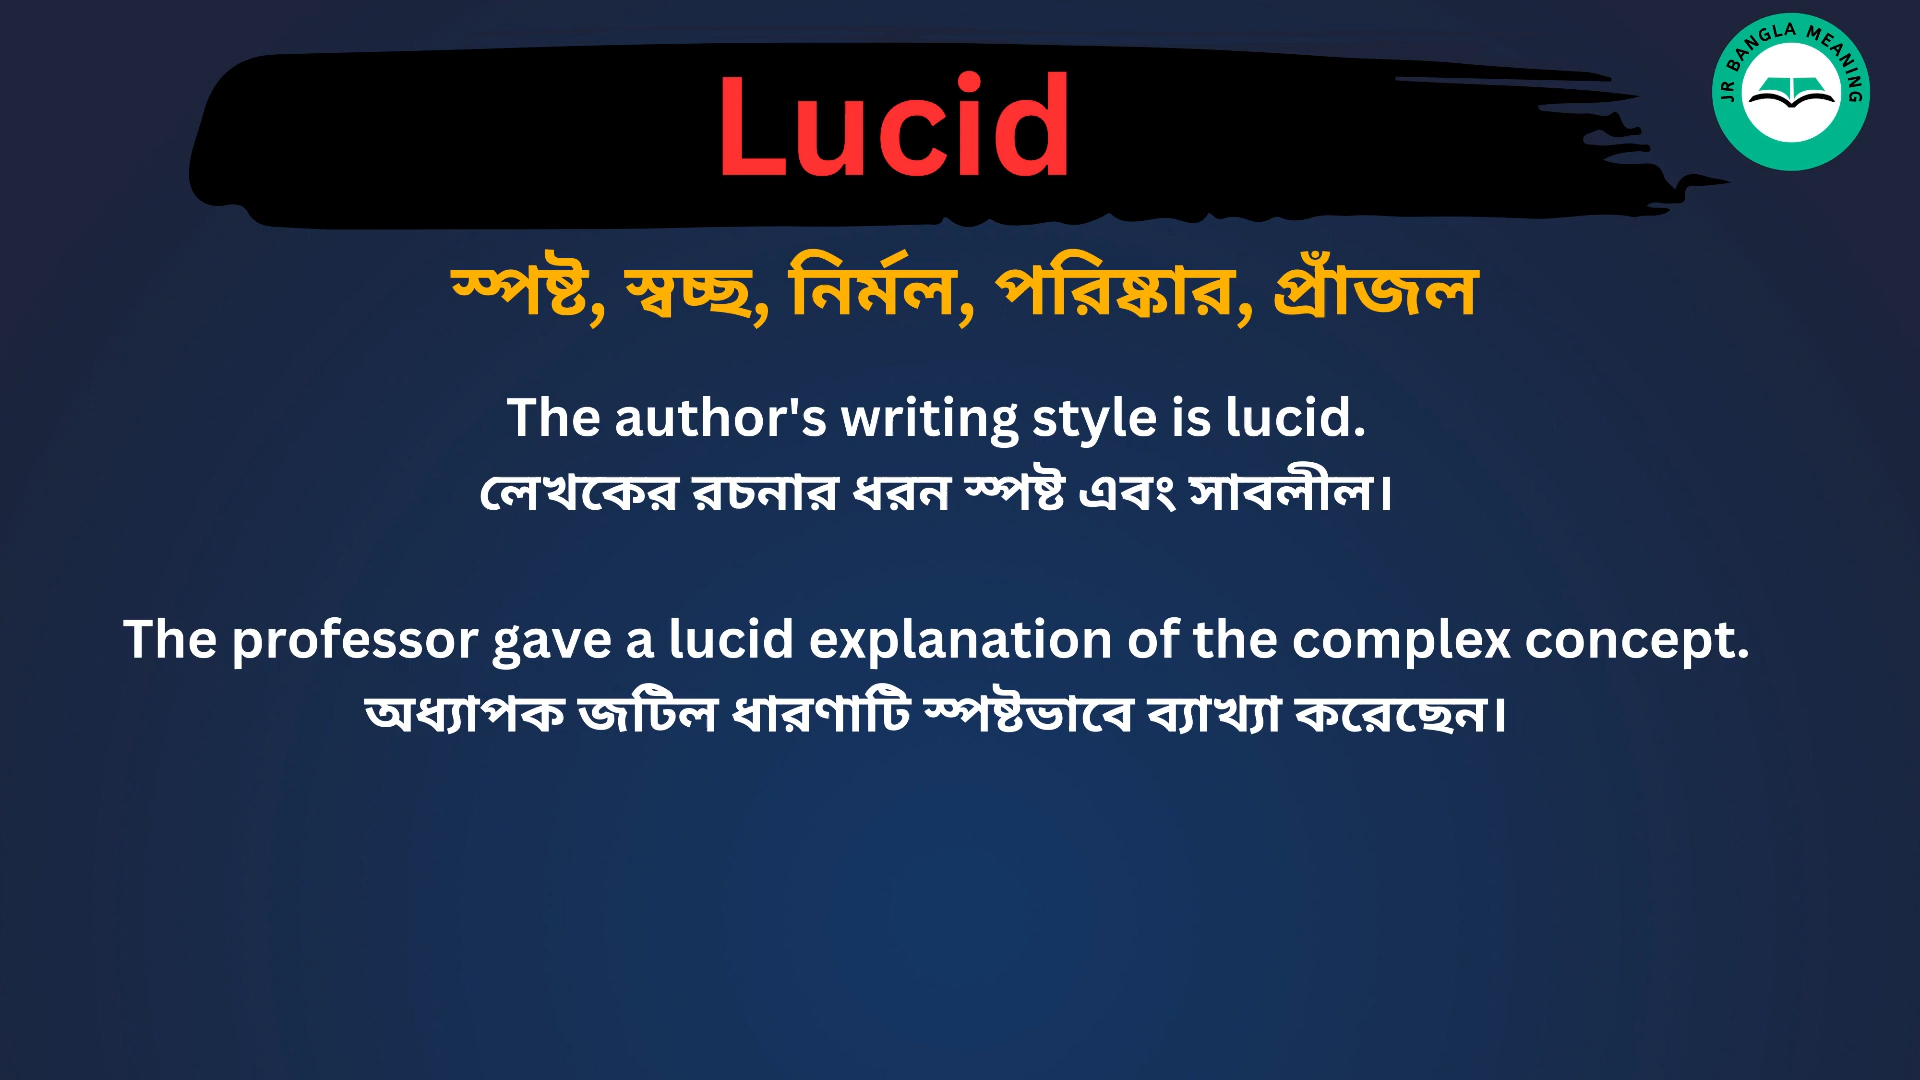 Lucid
JR BANGLA MEANING
স্পষ্ট, স্বচ্ছ, নির্মল, পরিষ্কার, প্রাঁজল
The author's writing style is lucid.
লেখকের রচনার ধরন স্পষ্ট এবং সাবলীল।
The professor gave a lucid explanation of the complex concept.
অধ্যাপক জটিল ধারণাটি স্পষ্টভাবে ব্যাখ্যা করেছেন।